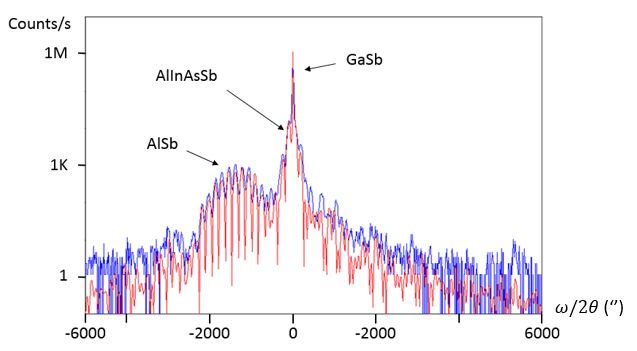 Counts/s
1M
GaSb
AlInAsSb
AlSb
1K
1
ω/2θ (″)
-6000
-2000
0
-2000
6000